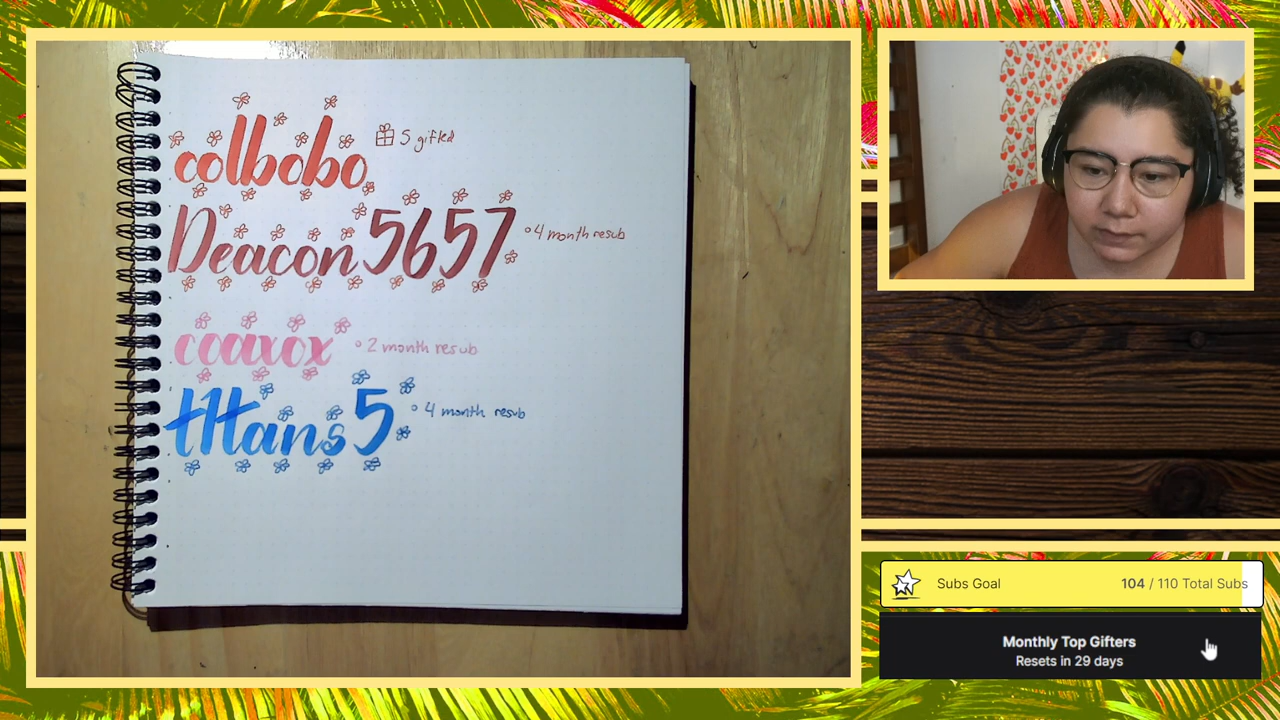 colbobo 5 gifted
Deacon5657 • 4 month resub
coaxox • 2 month resub
tHans5 • 4 month resub
Subs Goal 104 / 110 Total Subs
Monthly Top Gifters
Resets in 29 days